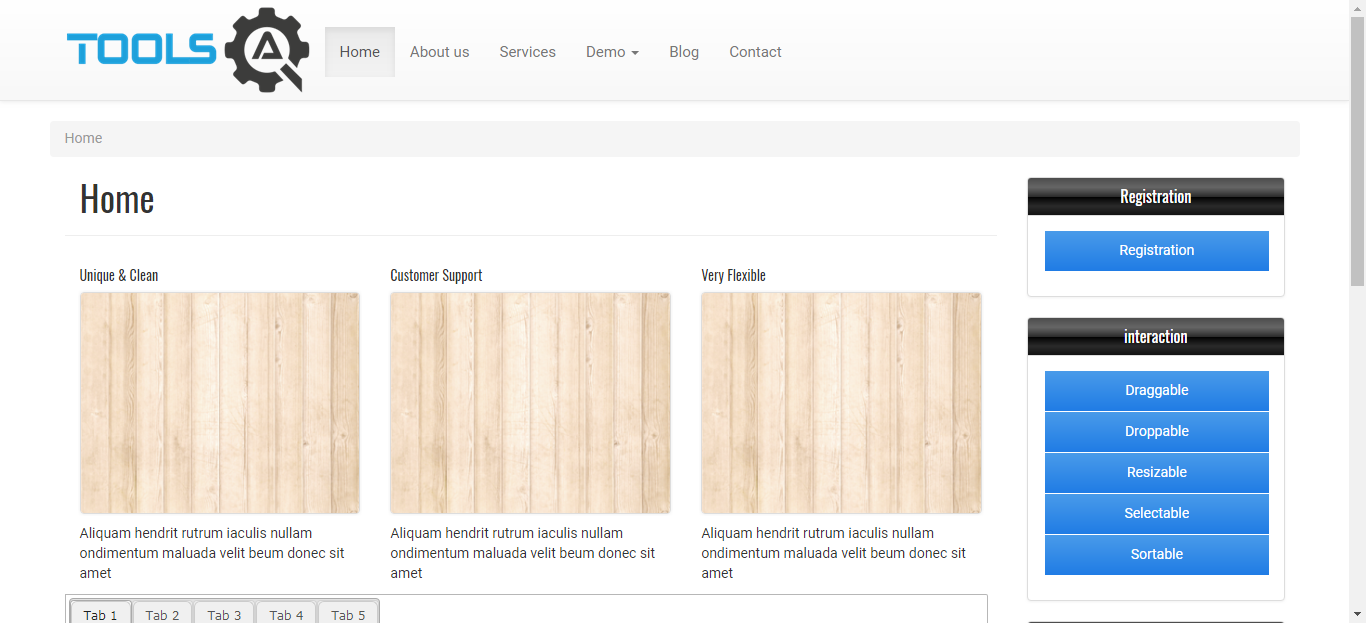 TOOLS QA
Home
About us
Services
Demo
Blog
Contact
Home
Home
Unique & Clean
Aliquam hendrit rutrum iaculis nullam
ondimentum maluada velit beum donec sit
amet
Customer Support
Aliquam hendrit rutrum iaculis nullam
ondimentum maluada velit beum donec sit
amet
Very Flexible
Aliquam hendrit rutrum iaculis nullam
ondimentum maluada velit beum donec sit
amet
Tab 1
Tab 2
Tab 3
Tab 4
Tab 5
Registration
Registration
interaction
Draggable
Droppable
Resizable
Selectable
Sortable